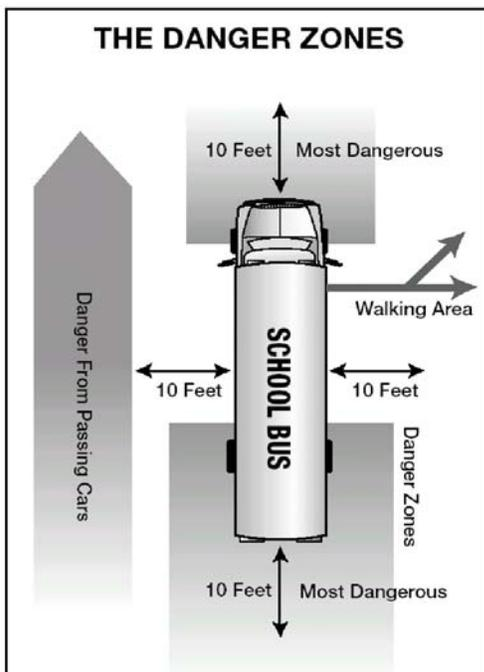 THE DANGER ZONES
10 Feet
Most Dangerous
Walking Area
Danger From Passing Cars
SCHOOL BUS
10 Feet
10 Feet
Danger Zones
10 Feet
Most Dangerous